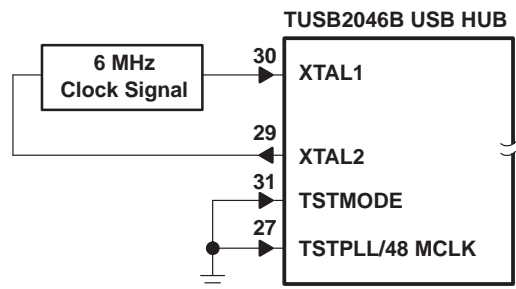 TUSB2046B USB HUB
6 MHz
Clock Signal
30
XTAL1
29
XTAL2
31
TSTMODE
27
TSTPLL/48 MCLK